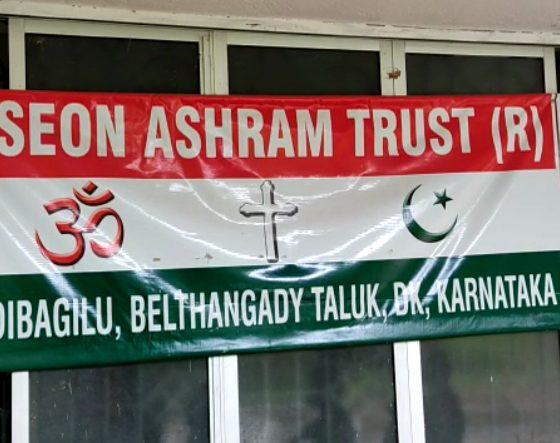 SEON ASHRAM TRUST (R)
ॐ
DIBAGILU, BELTHANGADY TALUK, DK, KARNATAKA